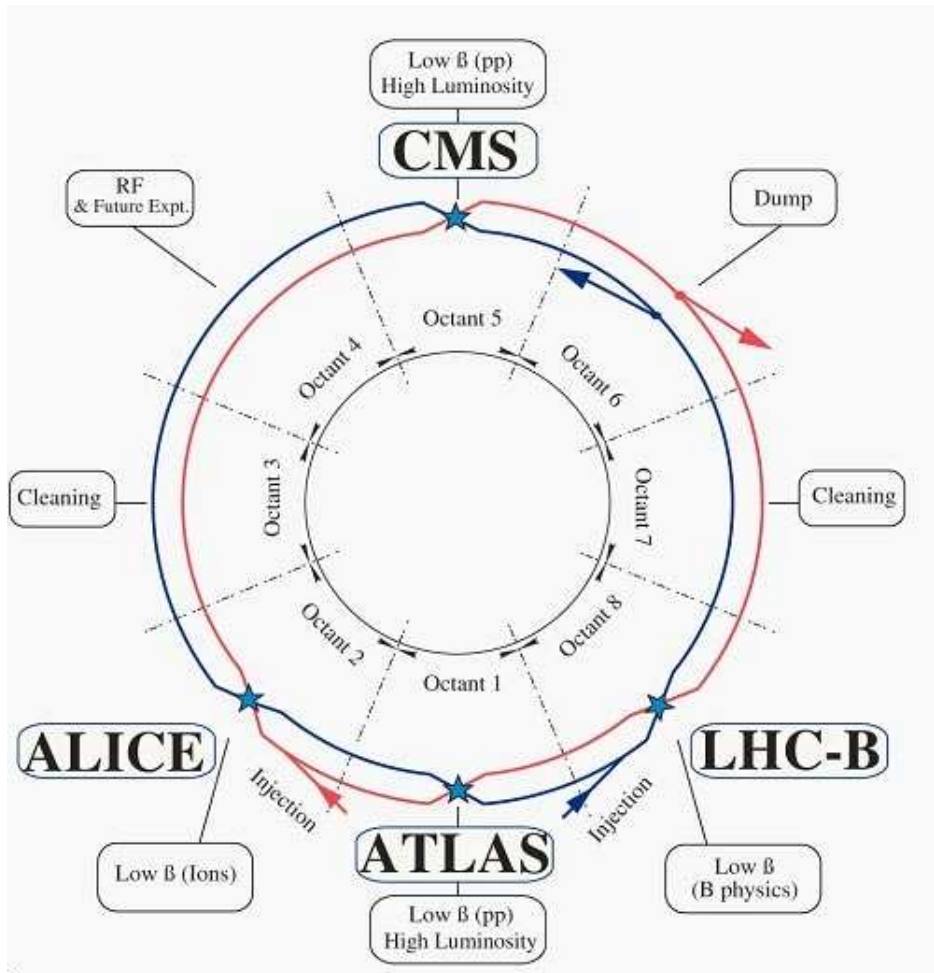 Low ß (pp)
High Luminosity
CMS
RF
& Future Expt.
Dump
Octant 5
Octant 4
Octant 6
Cleaning
Octant 3
Octant 7
Cleaning
Octant 2
Octant 8
Octant 1
ALICE
LHC-B
Injection
Injection
ATLAS
Low ß (Ions)
Low ß
(B physics)
Low ß (pp)
High Luminosity